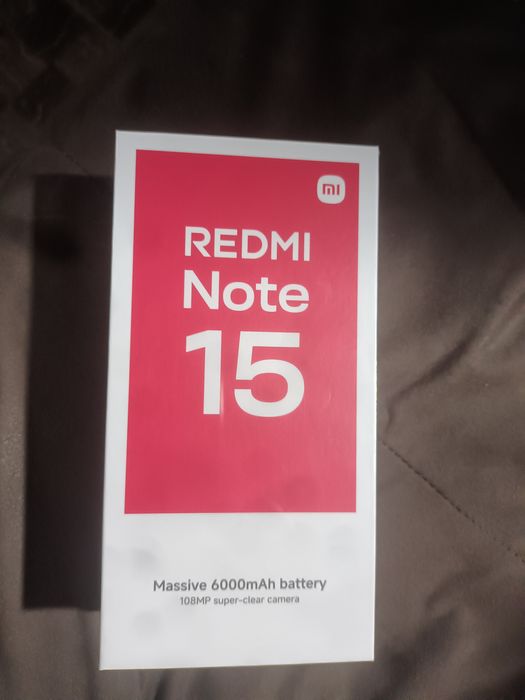 mi
REDMI
Note
15
Massive 6000mAh battery
108MP super-clear camera